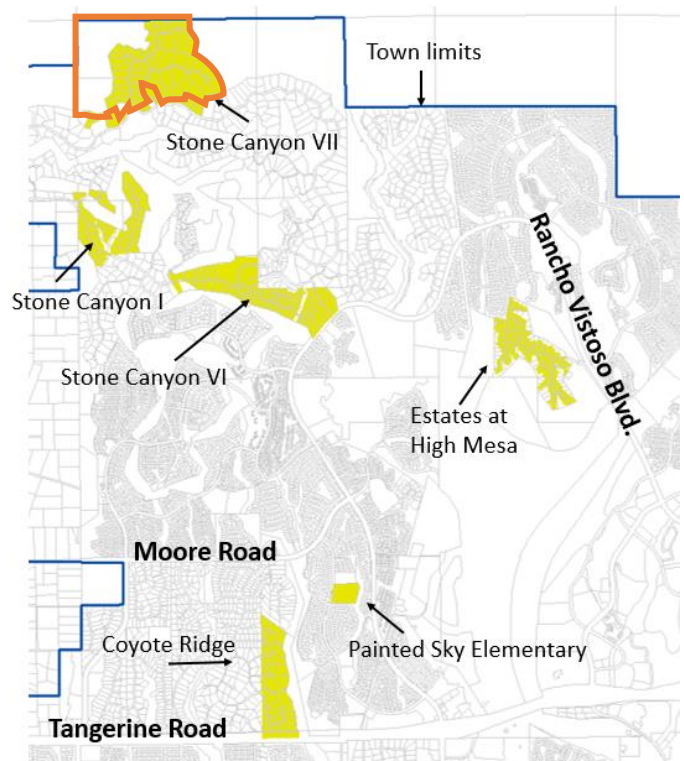 Town limits
Stone Canyon VII
Rancho Vistoso Blvd.
Stone Canyon I
Stone Canyon VI
Estates at
High Mesa
Moore Road
Coyote Ridge
Painted Sky Elementary
Tangerine Road